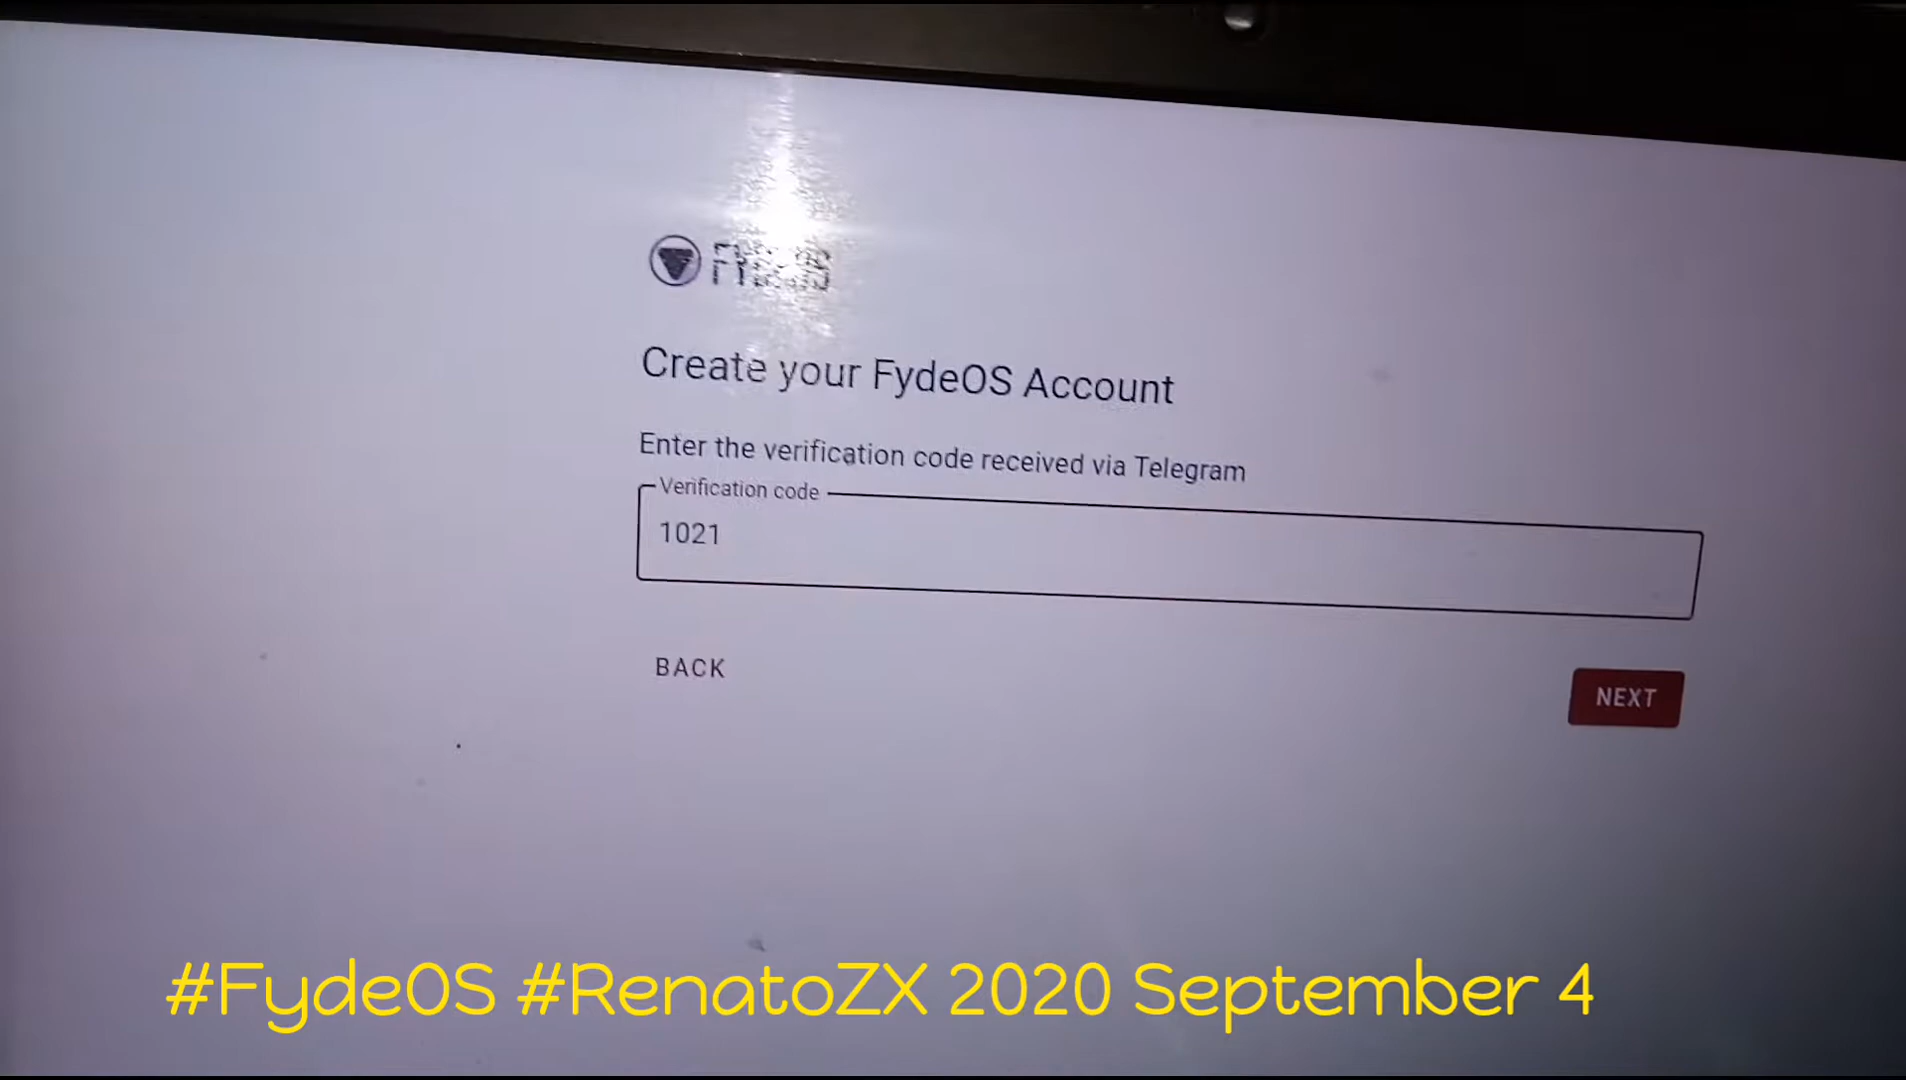 FydeOS
Create your FydeOS Account
Enter the verification code received via Telegram
Verification code
1021
BACK
NEXT
#FydeOS #RenatoZX 2020 September 4